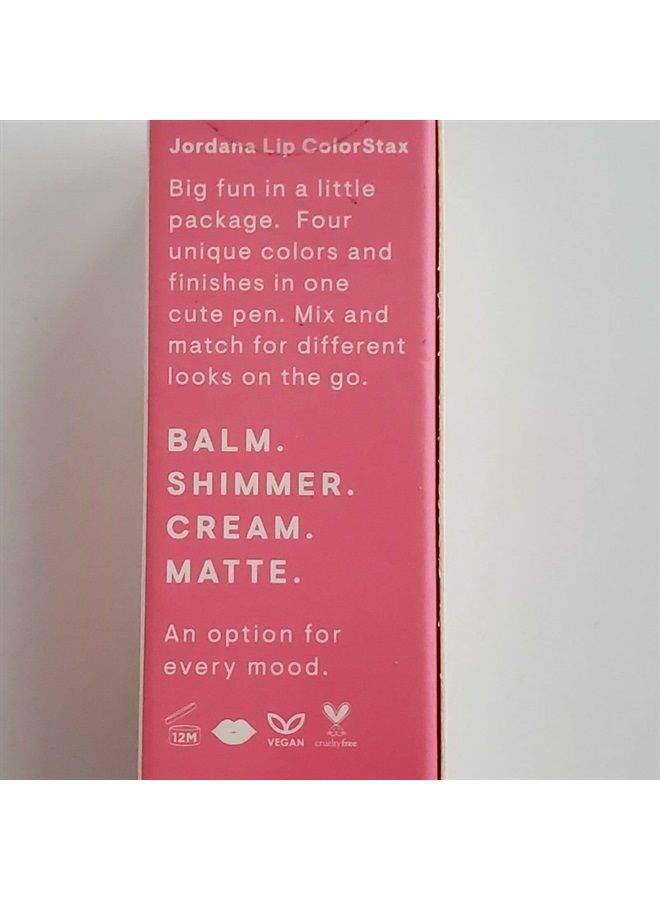 Jordana Lip ColorStax
Big fun in a little
package. Four
unique colors and
finishes in one
cute pen. Mix and
match for different
looks on the go.
BALM.
SHIMMER.
CREAM.
MATTE.
An option for
every mood.
12M
VEGAN
crueltyfree